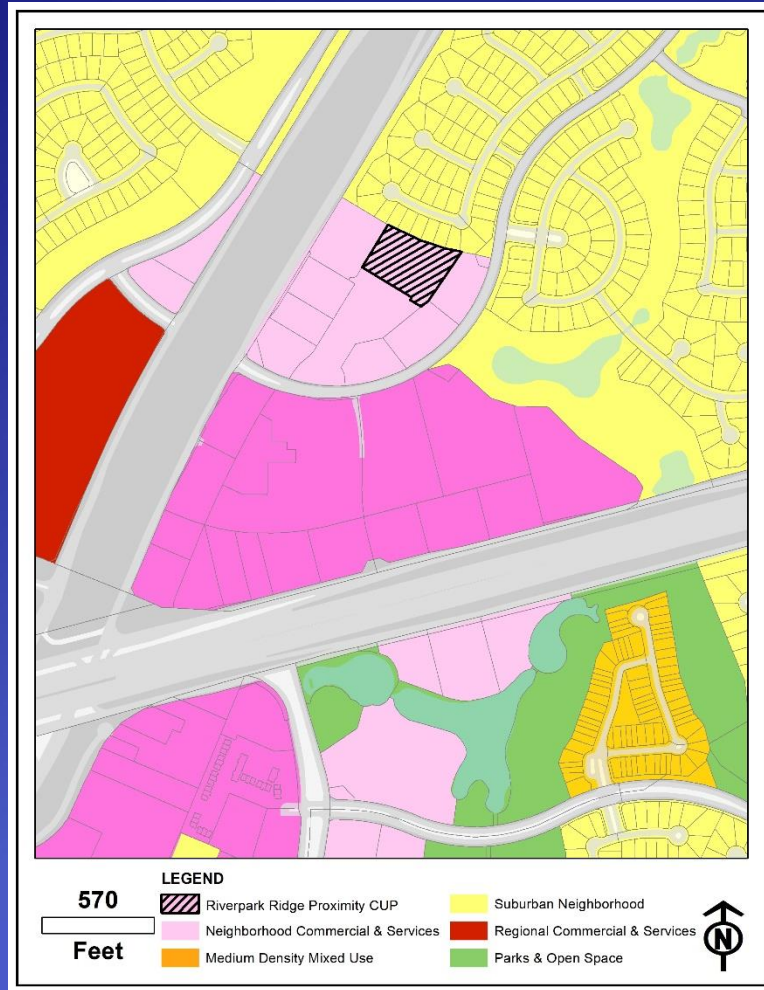 LEGEND
570
Feet
Riverpark Ridge Proximity CUP
Neighborhood Commercial & Services
Medium Density Mixed Use
Suburban Neighborhood
Regional Commercial & Services
Parks & Open Space
N